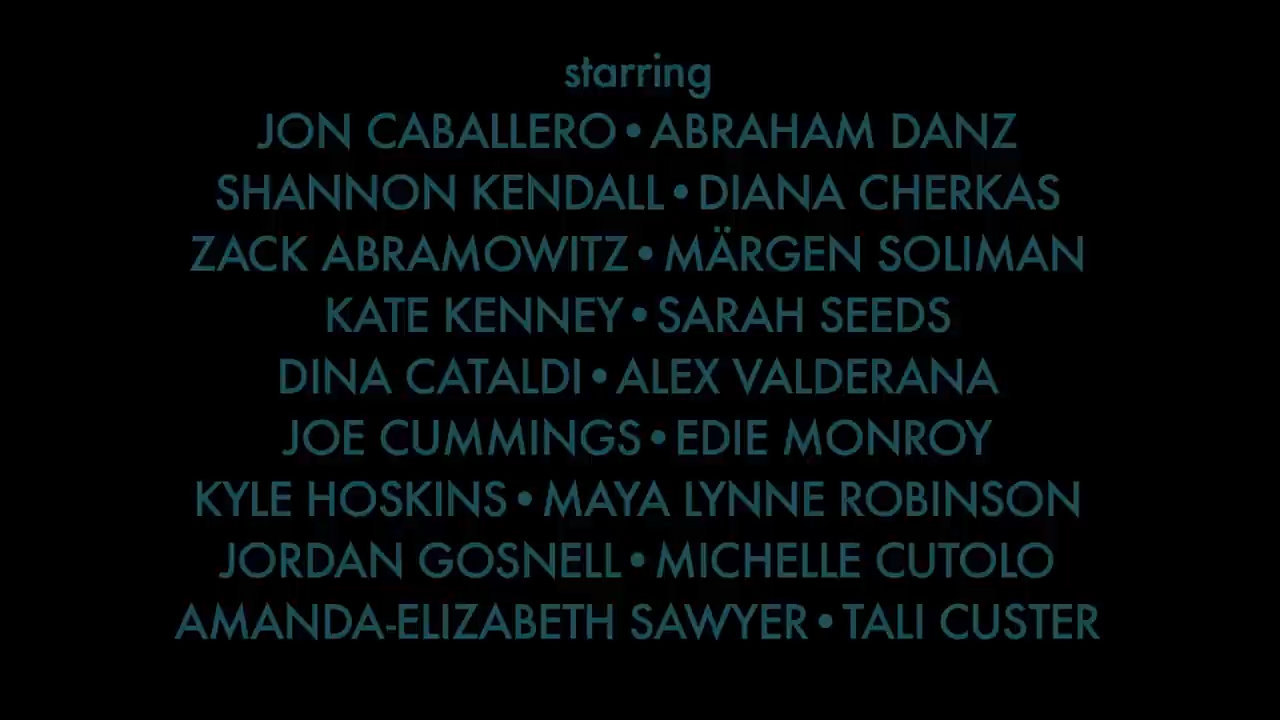 starring
JON CABALLERO • ABRAHAM DANZ
SHANNON KENDALL • DIANA CHERKAS
ZACK ABRAMOWITZ • MÄRGEN SOLIMAN
KATE KENNEY • SARAH SEEDS
DINA CATALDI • ALEX VALDERANA
JOE CUMMINGS • EDIE MONROY
KYLE HOSKINS • MAYA LYNNE ROBINSON
JORDAN GOSNELL • MICHELLE CUTOLO
AMANDA-ELIZABETH SAWYER • TALI CUSTER